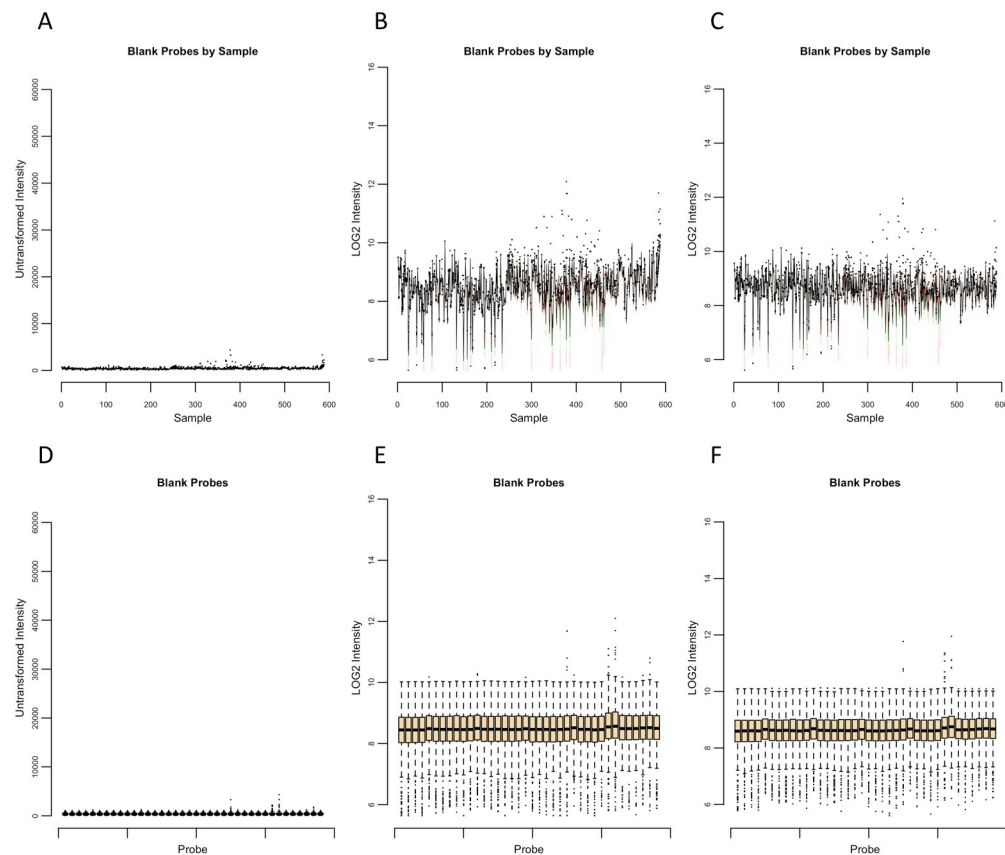 A
B
C
Blank Probes by Sample
Blank Probes by Sample
Blank Probes by Sample
Untransformed Intensity
60000
50000
40000
30000
20000
10000
0
0 100 200 300 400 500 600
Sample
LOG2 Intensity
16
14
12
10
8
6
0 100 200 300 400 500 600
Sample
LOG2 Intensity
16
14
12
10
8
6
0 100 200 300 400 500 600
Sample
D
E
F
Blank Probes
Blank Probes
Blank Probes
Untransformed Intensity
60000
50000
40000
30000
20000
10000
0
Probe
LOG2 Intensity
16
14
12
10
8
6
Probe
LOG2 Intensity
16
14
12
10
8
6
Probe